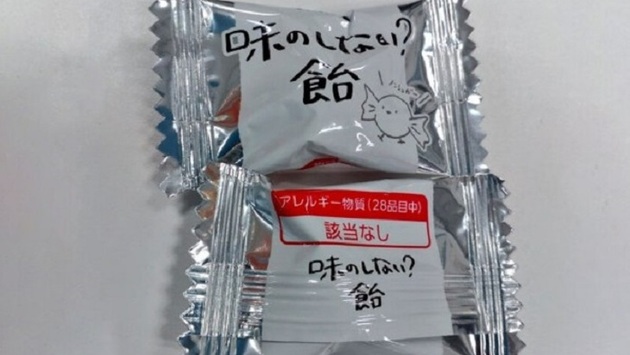 味のしない?
飴
アレルギー物質(28品目中)
該当なし
味のしない?
飴